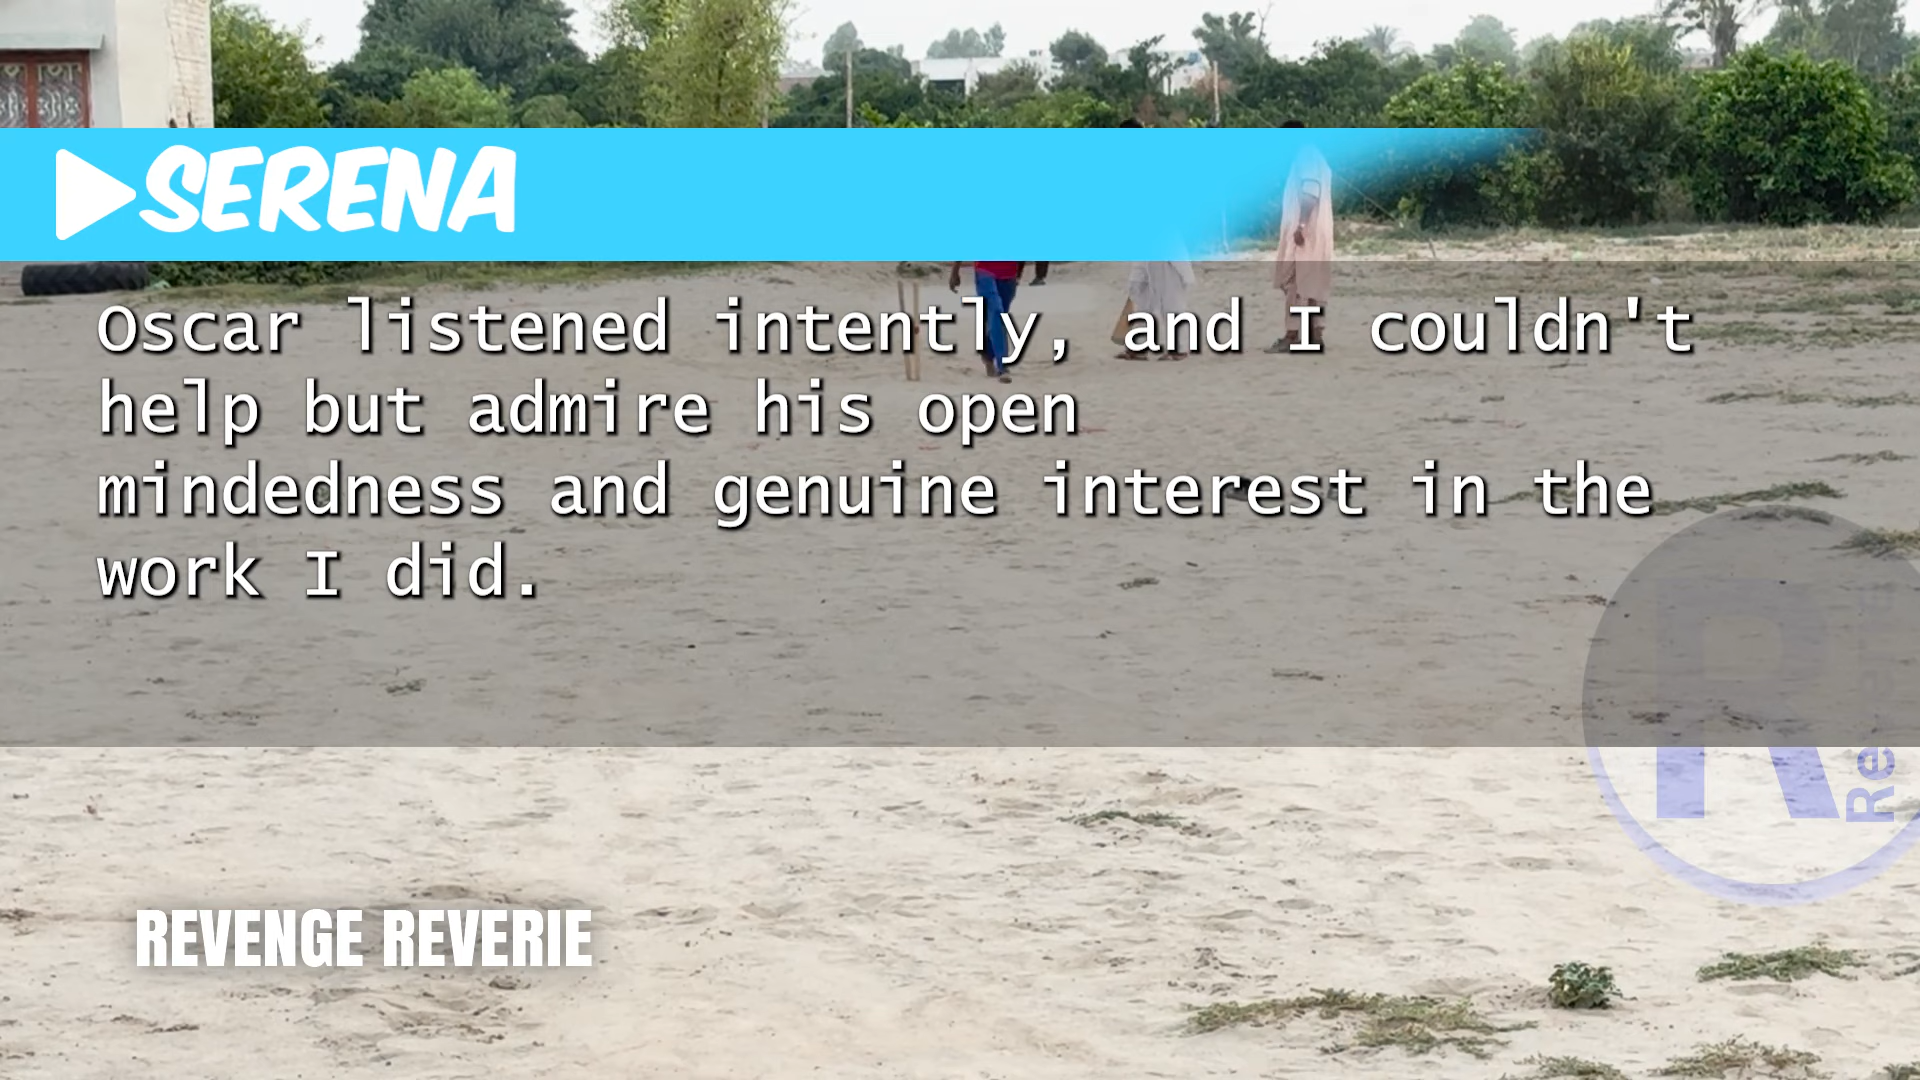 SERENA
Oscar listened intently, and I couldn't
help but admire his open
mindedness and genuine interest in the
work I did.
R
Re
REVENGE REVERIE